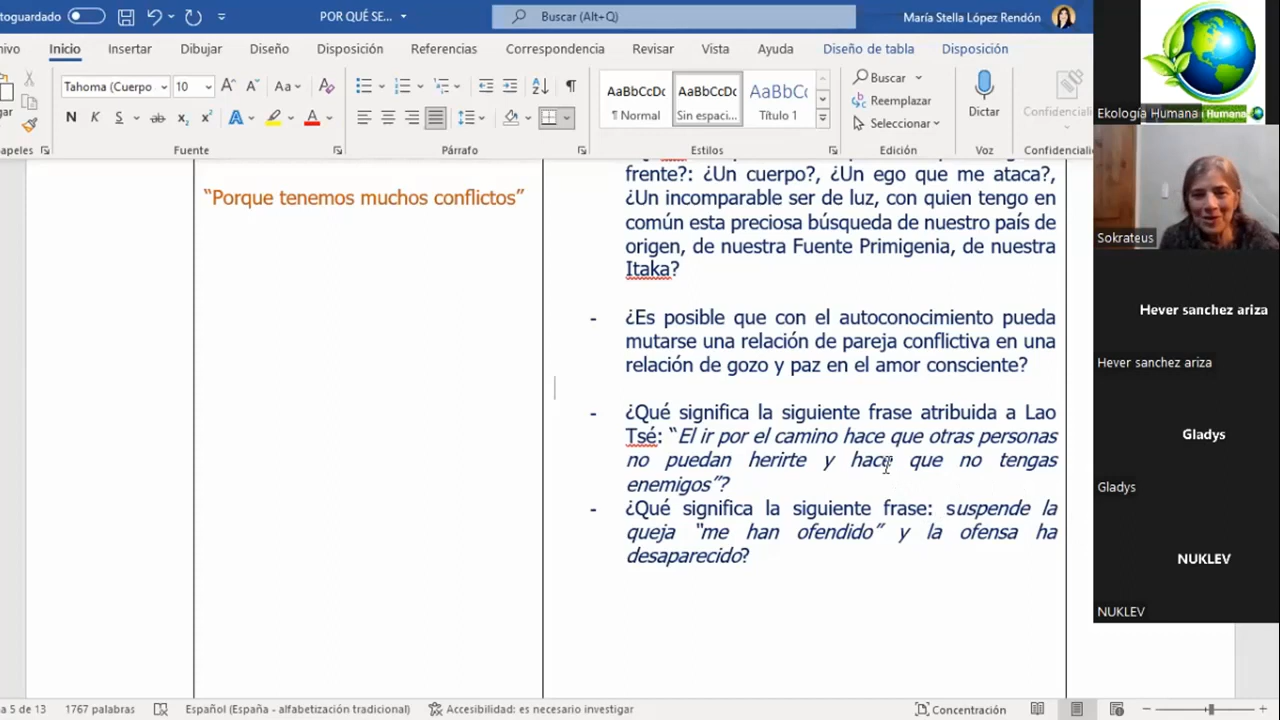 toguardado
POR QUÉ SE...
Buscar (Alt+Q)
María Stella López Rendón
Inicio
Insertar
Dibujar
Diseño
Disposición
Referencias
Correspondencia
Revisar
Vista
Ayuda
Diseño de tabla
Disposición
Tahoma (Cuerpo
10
N K S ab x₂ x²
Aa
AaBbCcDc
AaBbCcDc
AaBbCc
¶ Normal
Sin espaci...
Título 1
Buscar
Reemplazar
Seleccionar
Dictar
Confidencialid
Fuente
Párrafo
Estilos
Edición
Voz
“Porque tenemos muchos conflictos”
frente?: ¿Un cuerpo?, ¿Un ego que me ataca?,
¿Un incomparable ser de luz, con quien tengo en
común esta preciosa búsqueda de nuestro país de
origen, de nuestra Fuente Primigenia, de nuestra
Itaka?
- ¿Es posible que con el autoconocimiento pueda
mutarse una relación de pareja conflictiva en una
relación de gozo y paz en el amor consciente?
- ¿Qué significa la siguiente frase atribuida a Lao
Tsé: “El ir por el camino hace que otras personas
no puedan herirte y hace que no tengas
enemigos”?
- ¿Qué significa la siguiente frase: suspende la
queja “me han ofendido” y la ofensa ha
desaparecido?
Ekología Humana
Humana
Sokrateus
Hever sanchez ariza
Hever sanchez ariza
Gladys
Gladys
NUKLEV
NUKLEV
a 5 de 13
1767 palabras
Español (España - alfabetización tradicional)
Accesibilidad: es necesario investigar
Concentración